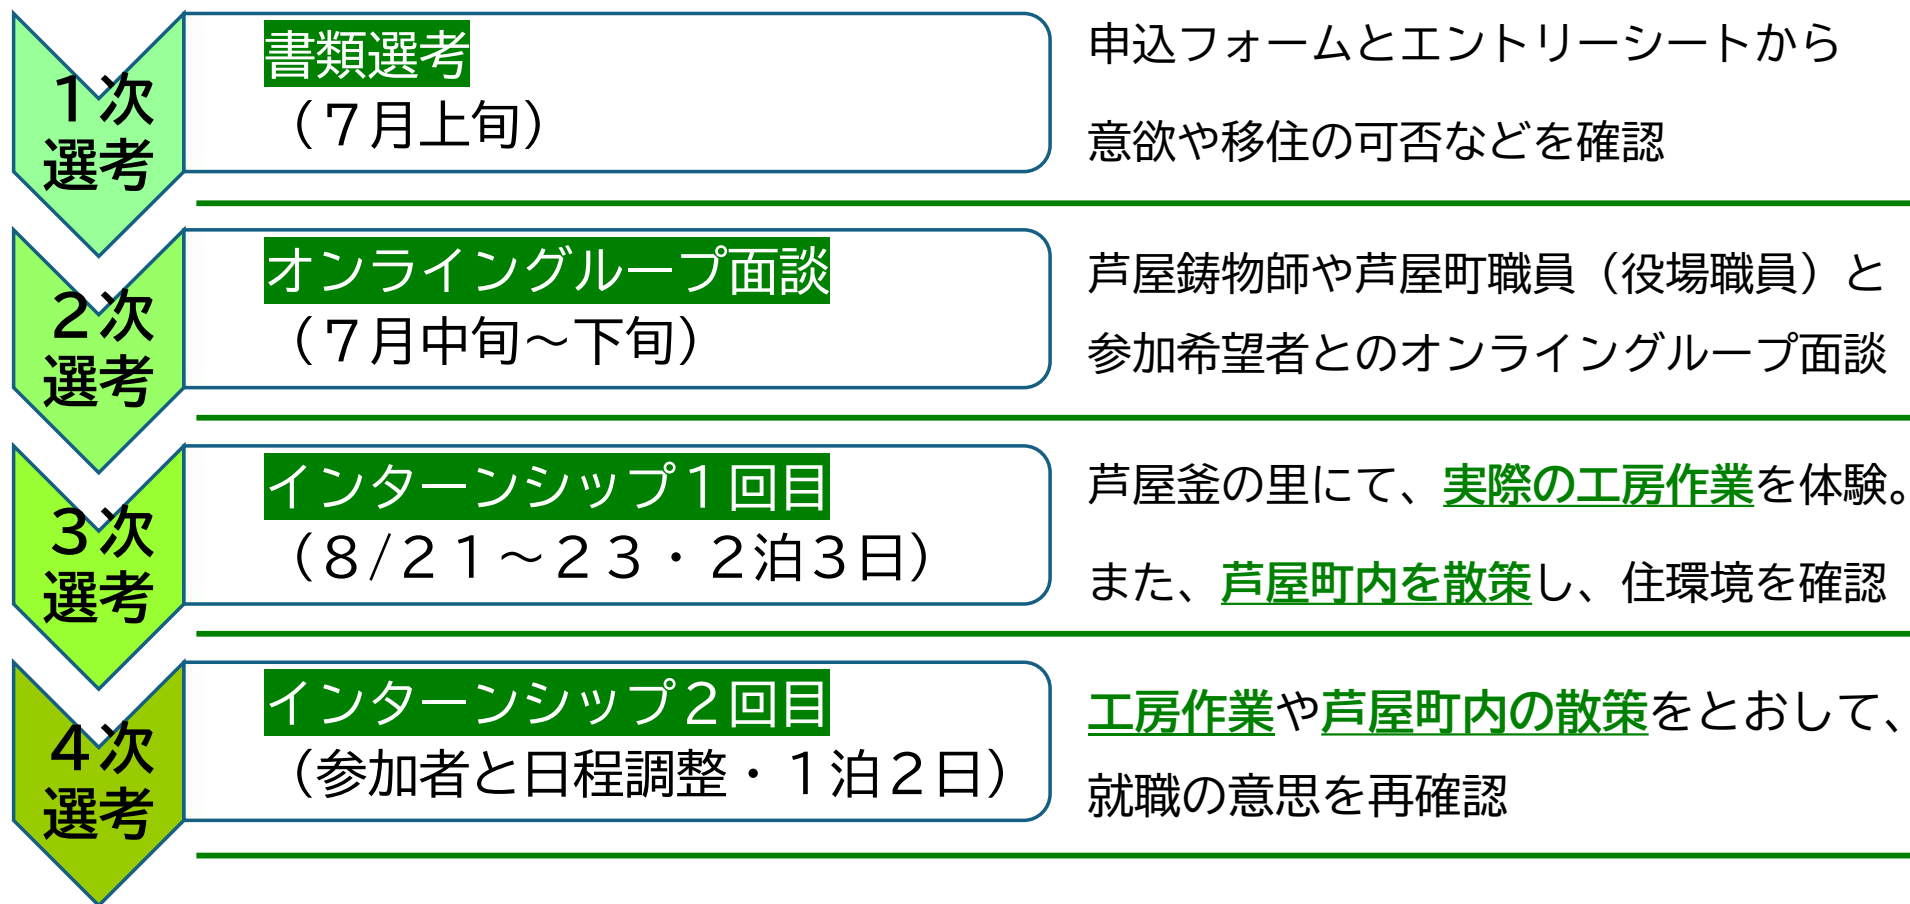 1次
選考
書類選考
（７月上旬）
申込フォームとエントリーシートから
意欲や移住の可否などを確認
2次
選考
オンライングループ面談
（７月中旬～下旬）
芦屋鋳物師や芦屋町職員（役場職員）と
参加希望者とのオンライングループ面談
3次
選考
インターンシップ１回目
（８/２１～２３・２泊３日）
芦屋釜の里にて、実際の工房作業を体験。
また、芦屋町内を散策し、住環境を確認
4次
選考
インターンシップ２回目
（参加者と日程調整・１泊２日）
工房作業や芦屋町内の散策をとおして、
就職の意思を再確認